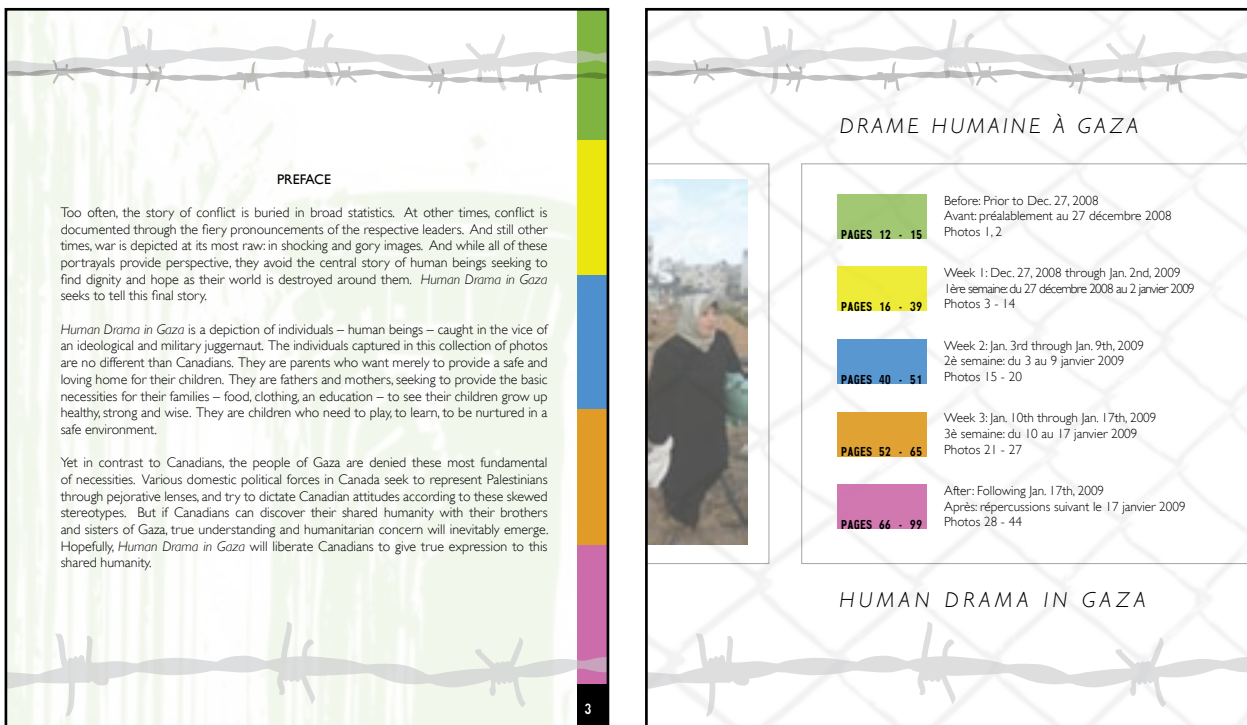 PREFACE
Too often, the story of conflict is buried in broad statistics. At other times, conflict is
documented through the fiery pronouncements of the respective leaders. And still other
times, war is depicted at its most raw: in shocking and gory images. And while all of these
portrayals provide perspective, they avoid the central story of human beings seeking to
find dignity and hope as their world is destroyed around them. Human Drama in Gaza
seeks to tell this final story.
Human Drama in Gaza is a depiction of individuals – human beings – caught in the vice of
an ideological and military juggernaut. The individuals captured in this collection of photos
are no different than Canadians. They are parents who want merely to provide a safe and
loving home for their children. They are fathers and mothers, seeking to provide the basic
necessities for their families – food, clothing, an education – to see their children grow up
healthy, strong and wise. They are children who need to play, to learn, to be nurtured in a
safe environment.
Yet in contrast to Canadians, the people of Gaza are denied these most fundamental
of necessities. Various domestic political forces in Canada seek to represent Palestinians
through pejorative lenses, and try to dictate Canadian attitudes according to these skewed
stereotypes. But if Canadians can discover their shared humanity with their brothers
and sisters of Gaza, true understanding and humanitarian concern will inevitably emerge.
Hopefully, Human Drama in Gaza will liberate Canadians to give true expression to this
shared humanity.
3
DRAME HUMAINE À GAZA
PAGES 12 - 15
Before: Prior to Dec. 27, 2008
Avant: préalablement au 27 décembre 2008
Photos 1, 2
PAGES 16 - 39
Week 1: Dec. 27, 2008 through Jan. 2nd, 2009
1ère semaine: du 27 décembre 2008 au 2 janvier 2009
Photos 3 - 14
PAGES 40 - 51
Week 2: Jan. 3rd through Jan. 9th, 2009
2è semaine: du 3 au 9 janvier 2009
Photos 15 - 20
PAGES 52 - 65
Week 3: Jan. 10th through Jan. 17th, 2009
3è semaine: du 10 au 17 janvier 2009
Photos 21 - 27
PAGES 66 - 99
After: Following Jan. 17th, 2009
Après: répercussions suivant le 17 janvier 2009
Photos 28 - 44
HUMAN DRAMA IN GAZA